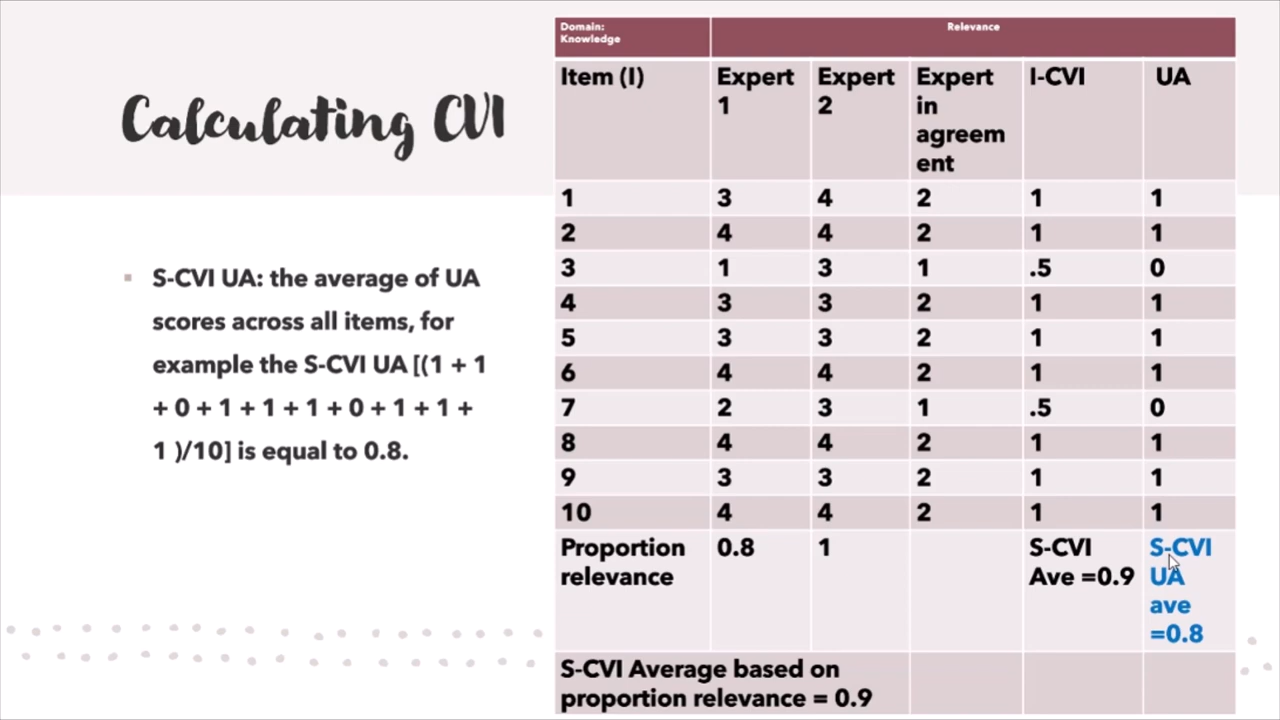 Calculating CVI
▪ S-CVI UA: the average of UA
scores across all items, for
example the S-CVI UA [(1 + 1
+ 0 + 1 + 1 + 1 + 0 + 1 + 1 +
1 )/10] is equal to 0.8.
Domain: Knowledge Relevance
Item (I) Expert 1 Expert 2 Expert in agreem ent I-CVI UA
1 3 4 2 1 1
2 4 4 2 1 1
3 1 3 1 .5 0
4 3 3 2 1 1
5 3 3 2 1 1
6 4 4 2 1 1
7 2 3 1 .5 0
8 4 4 2 1 1
9 3 3 2 1 1
10 4 4 2 1 1
Proportion relevance 0.8 1 S-CVI Ave =0.9 S-CVI UA ave =0.8
S-CVI Average based on
proportion relevance = 0.9